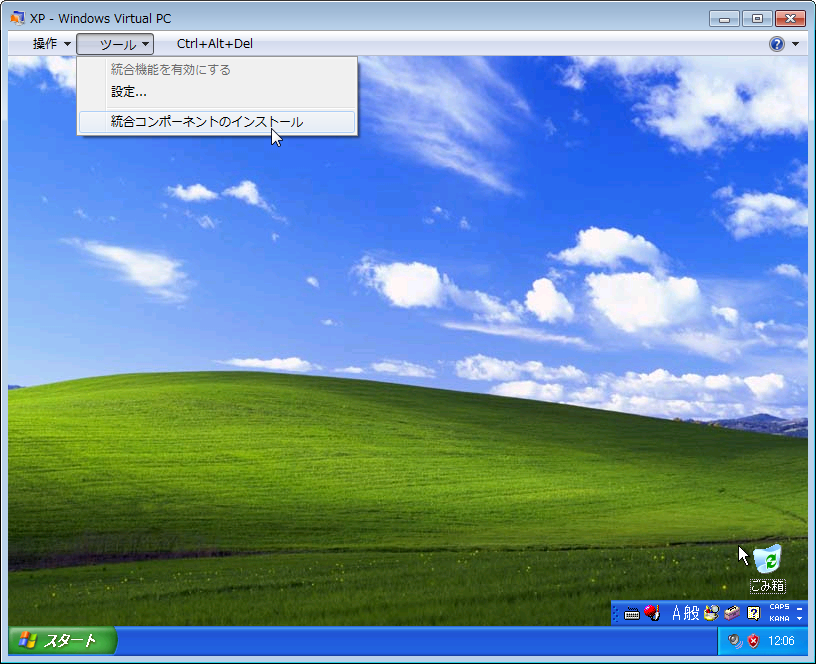 XP - Windows Virtual PC
操作 ツール Ctrl+Alt+Del
統合機能を有効にする
設定...
統合コンポーネントのインストール
ごみ箱
A 般 CAPS
KANA
スタート 12:06